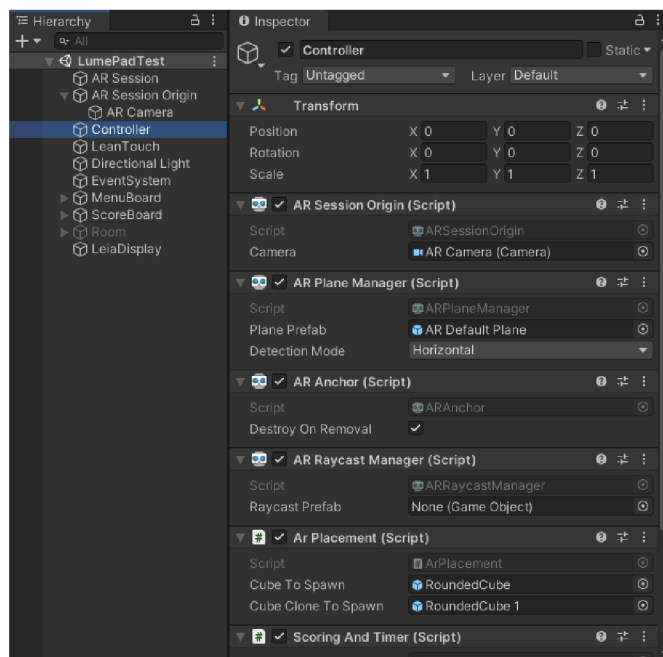 Hierarchy
All
LumePadTest
AR Session
AR Session Origin
AR Camera
Controller
LeanTouch
Directional Light
EventSystem
MenuBoard
ScoreBoard
Room
LeiaDisplay
Inspector
Controller
Static
Tag Untagged Layer Default
Transform
Position X 0 Y 0 Z 0
Rotation X 0 Y 0 Z 0
Scale X 1 Y 1 Z 1
AR Session Origin (Script)
Script ARSessionOrigin
Camera AR Camera (Camera)
AR Plane Manager (Script)
Script ARPlaneManager
Plane Prefab AR Default Plane
Detection Mode Horizontal
AR Anchor (Script)
Script ARAnchor
Destroy On Removal
AR Raycast Manager (Script)
Script ARRaycastManager
Raycast Prefab None (Game Object)
# Ar Placement (Script)
Script ArPlacement
Cube To Spawn RoundedCube
Cube Clone To Spawn RoundedCube 1
# Scoring And Timer (Script)